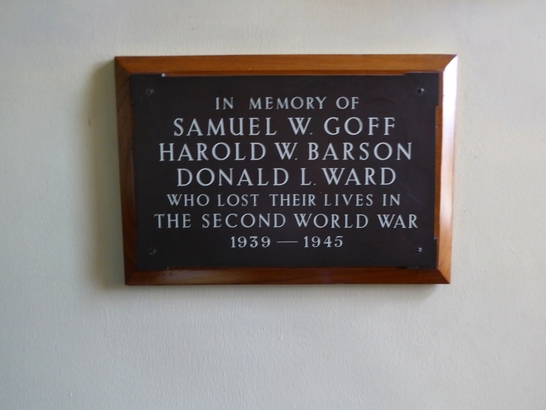 IN MEMORY OF
SAMUEL W. GOFF
HAROLD W. BARSON
DONALD L. WARD
WHO LOST THEIR LIVES IN
THE SECOND WORLD WAR
1939 — 1945